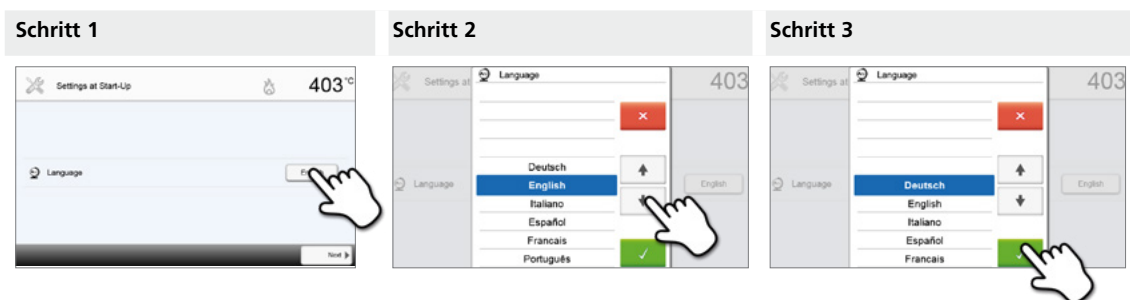 Schritt 1
Settings at Start-Up
403 °C
Language
Next
Schritt 2
Settings at
Language
403
Deutsch
Language
English
English
Italiano
Español
Francais
Português
Schritt 3
Settings at
Language
403
Language
Deutsch
English
English
Italiano
Español
Francais